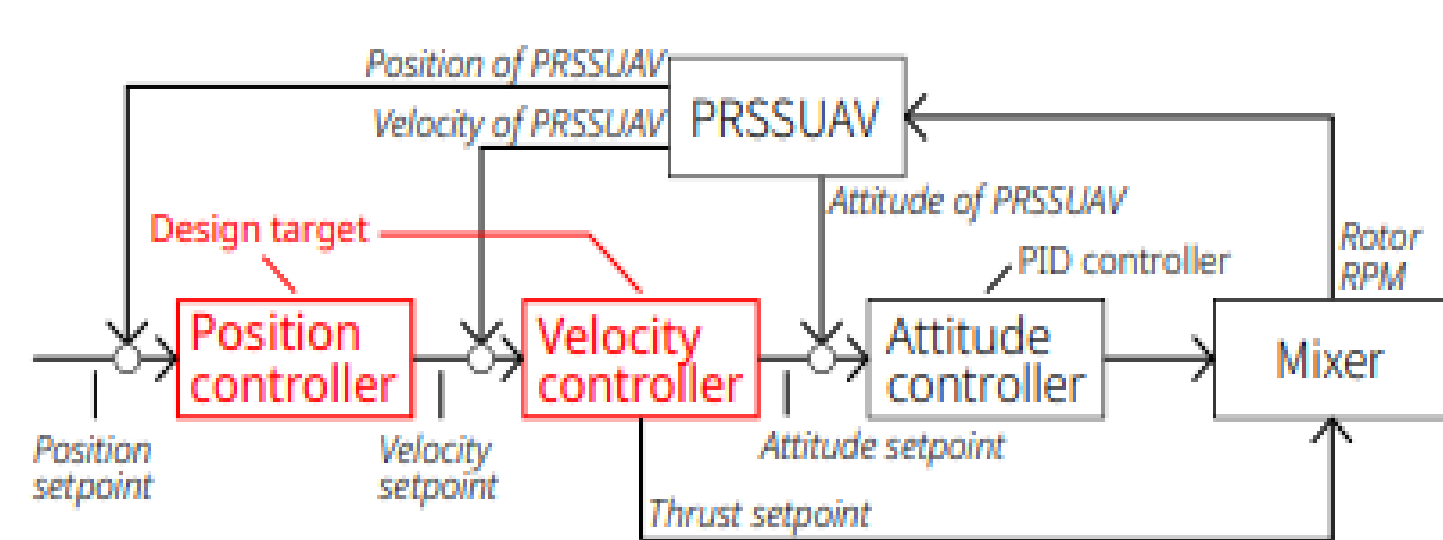 Position of PRSSUAV
Velocity of PRSSUAV
PRSSUAV
Attitude of PRSSUAV
Design target
PID controller
Rotor
RPM
Position
controller
Velocity
controller
Attitude
controller
Mixer
Position
setpoint
Velocity
setpoint
Attitude setpoint
Thrust setpoint